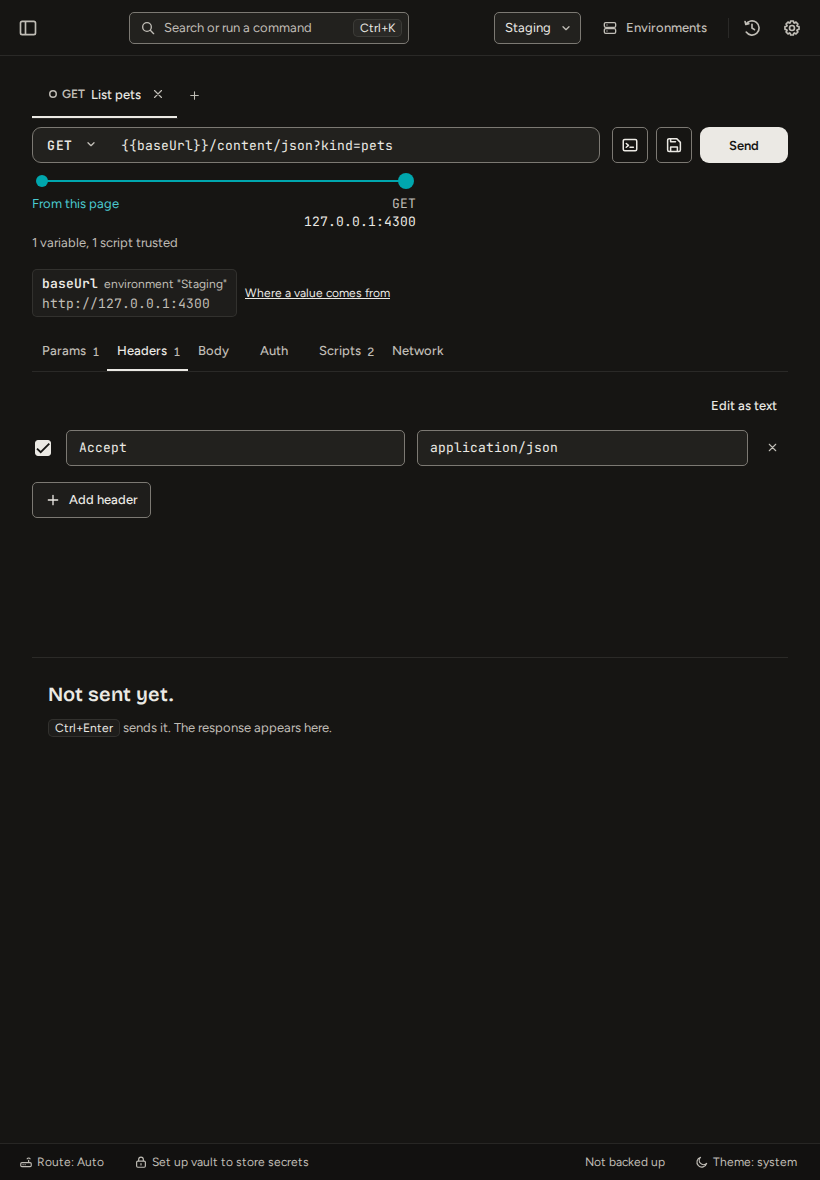 Search or run a command Ctrl+K Staging Environments
GET List pets
GET {{baseUrl}}/content/json?kind=pets Send
From this page GET
127.0.0.1:4300
1 variable, 1 script trusted
baseUrl environment "Staging"
http://127.0.0.1:4300
Where a value comes from
Params 1 Headers 1 Body Auth Scripts 2 Network
Edit as text
Accept application/json
Add header
Not sent yet.
Ctrl+Enter sends it. The response appears here.
Route: Auto Set up vault to store secrets Not backed up Theme: system